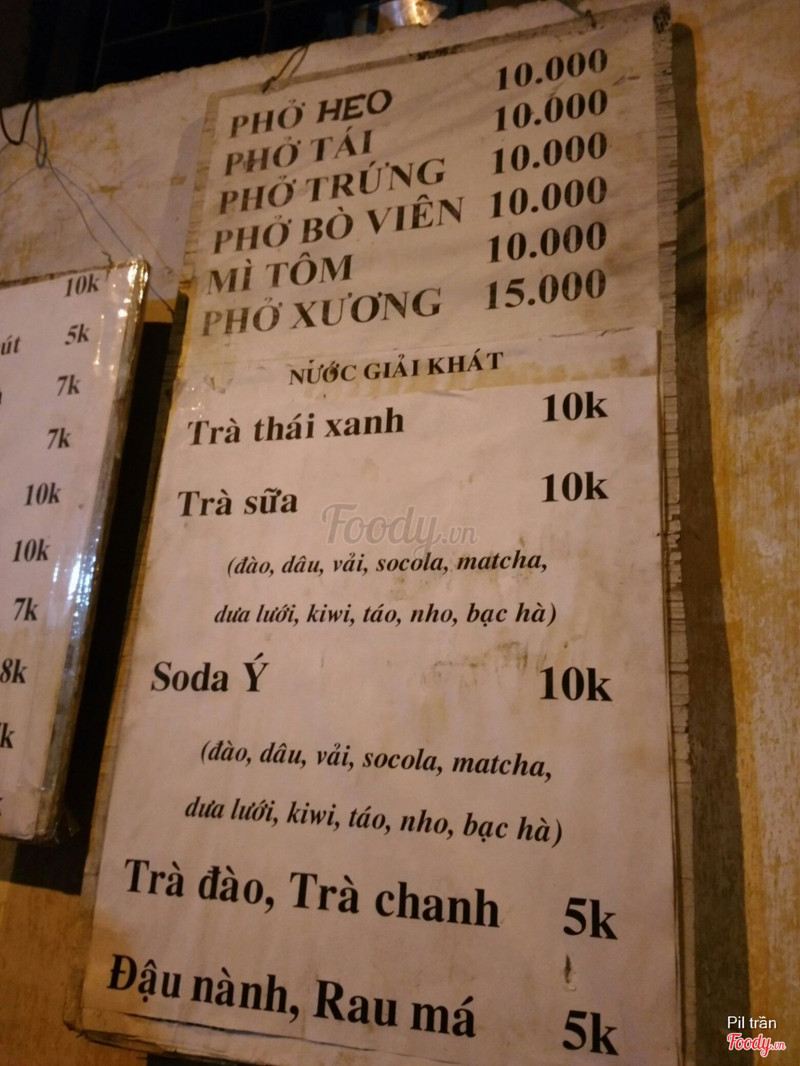 PHỞ HEO 10.000
PHỞ TÁI 10.000
PHỞ TRỨNG 10.000
PHỞ BÒ VIÊN 10.000
MÌ TÔM 10.000
PHỞ XƯƠNG 15.000
NƯỚC GIẢI KHÁT
Trà thái xanh 10k
Trà sữa 10k
(đào, dâu, vải, socola, matcha,
dưa lưới, kiwi, táo, nho, bạc hà)
Soda Ý 10k
(đào, dâu, vải, socola, matcha,
dưa lưới, kiwi, táo, nho, bạc hà)
Trà đào, Trà chanh 5k
Đậu nành, Rau má 5k
10k
5k
7k
7k
10k
10k
7k
8k
Foody.vn
Pil trần
Foody.vn